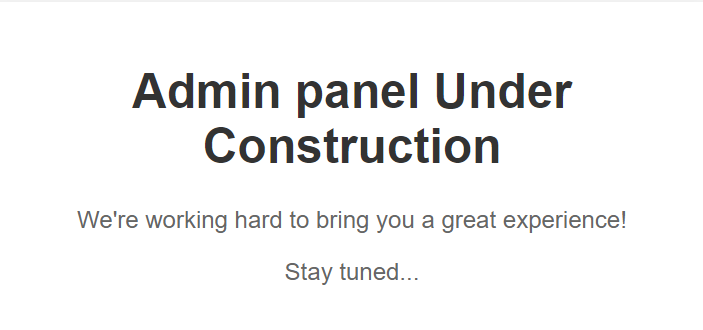 Admin panel Under
Construction
We're working hard to bring you a great experience!
Stay tuned...